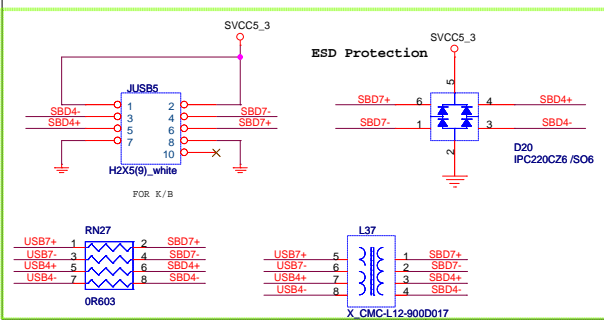 SVCC5_3
SVCC5_3
ESD Protection
JUSB5
1 2
SBD4- 3 4 SBD7-
SBD4+ 5 6 SBD7+
7 8
10
H2X5(9)_white
FOR K/B
5
SBD7+ 6 4 SBD4+
SBD7- 1 3 SBD4-
2
D20
IPC220CZ6 /SO6
RN27
USB7+ 1 2 SBD7+
USB7- 3 4 SBD7-
USB4+ 5 6 SBD4+
USB4- 7 8 SBD4-
0R603
L37
USB7+ 5 1 SBD7+
USB7- 6 2 SBD7-
USB4+ 7 3 SBD4+
USB4- 8 4 SBD4-
X_CMC-L12-900D017